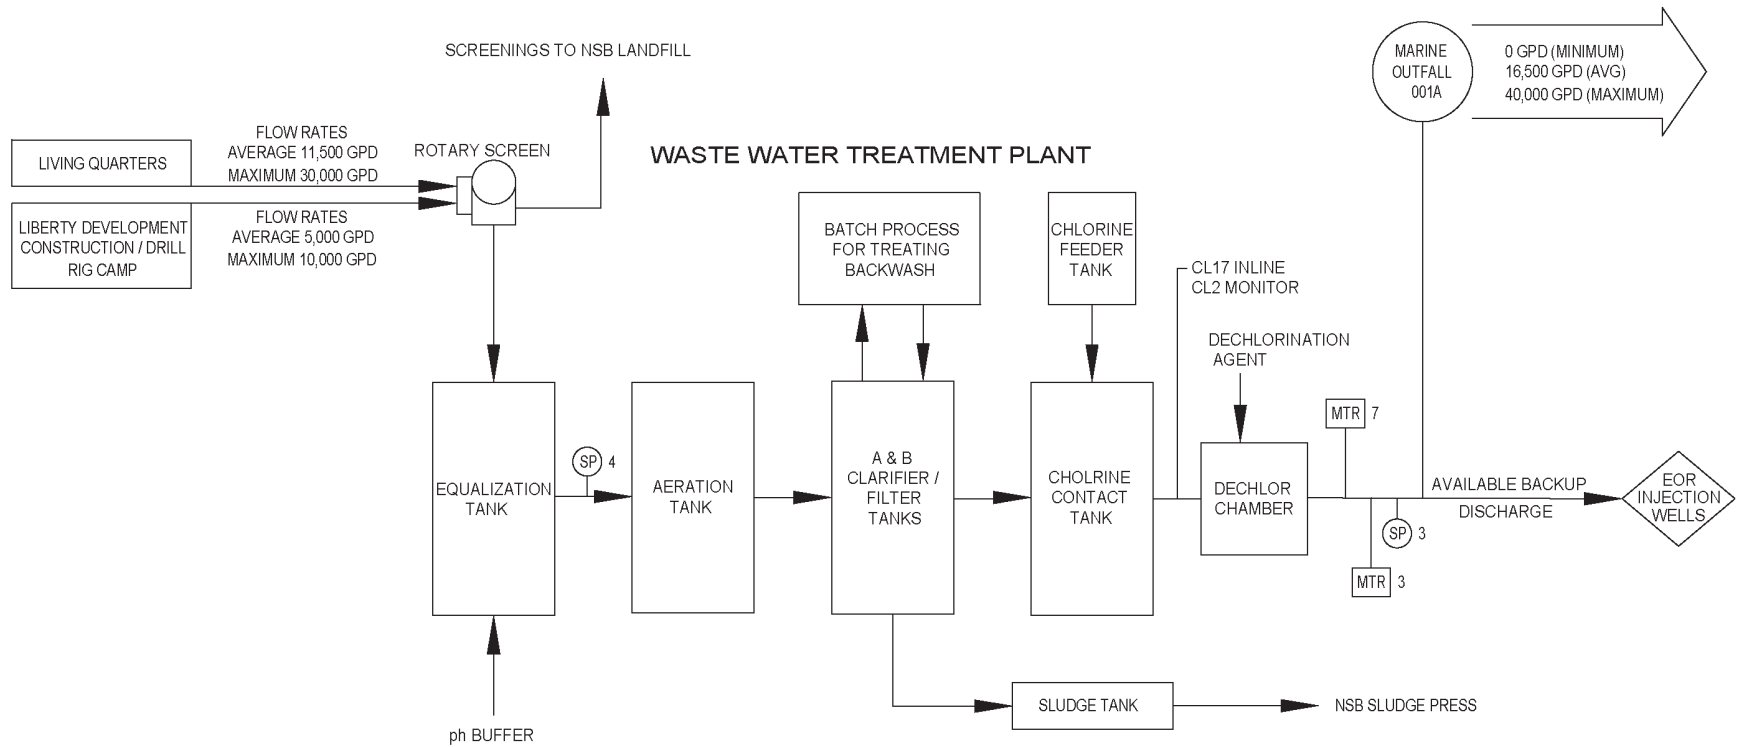 SCREENINGS TO NSB LANDFILL
MARINE
OUTFALL
001A
0 GPD (MINIMUM)
16,500 GPD (AVG)
40,000 GPD (MAXIMUM)
LIVING QUARTERS
FLOW RATES
AVERAGE 11,500 GPD
MAXIMUM 30,000 GPD
ROTARY SCREEN
WASTE WATER TREATMENT PLANT
LIBERTY DEVELOPMENT
CONSTRUCTION / DRILL
RIG CAMP
FLOW RATES
AVERAGE 5,000 GPD
MAXIMUM 10,000 GPD
BATCH PROCESS
FOR TREATING
BACKWASH
CHLORINE
FEEDER
TANK
CL17 INLINE
CL2 MONITOR
DECHLORINATION
AGENT
MTR 7
SP 4
EQUALIZATION
TANK
AERATION
TANK
A & B
CLARIFIER /
FILTER
TANKS
CHOLRINE
CONTACT
TANK
DECHLOR
CHAMBER
AVAILABLE BACKUP
DISCHARGE
EOR
INJECTION
WELLS
SP 3
MTR 3
SLUDGE TANK
NSB SLUDGE PRESS
ph BUFFER